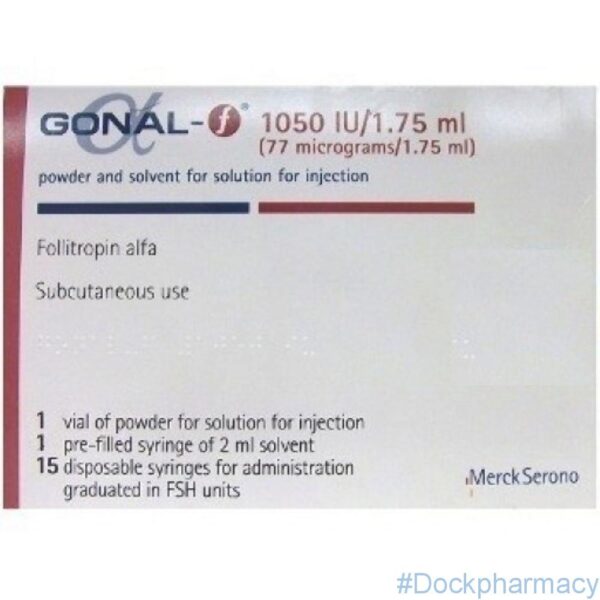 GONAL-f® 1050 IU/1.75 ml
(77 micrograms/1.75 ml)
powder and solvent for solution for injection
Follitropin alfa
Subcutaneous use
1 vial of powder for solution for injection
1 pre-filled syringe of 2 ml solvent
15 disposable syringes for administration
graduated in FSH units
Merck Serono
#Dockpharmacy